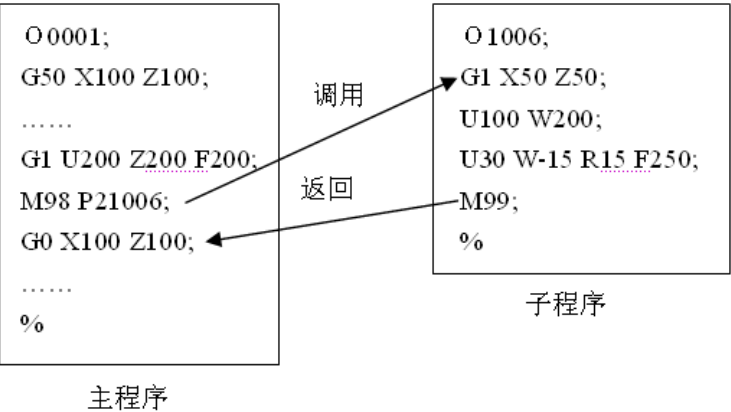 O0001;
G50 X100 Z100;
……
G1 U200 Z200 F200;
M98 P21006;
G0 X100 Z100;
……
%
主程序
调用
返回
O1006;
G1 X50 Z50;
U100 W200;
U30 W-15 R15 F250;
M99;
%
子程序